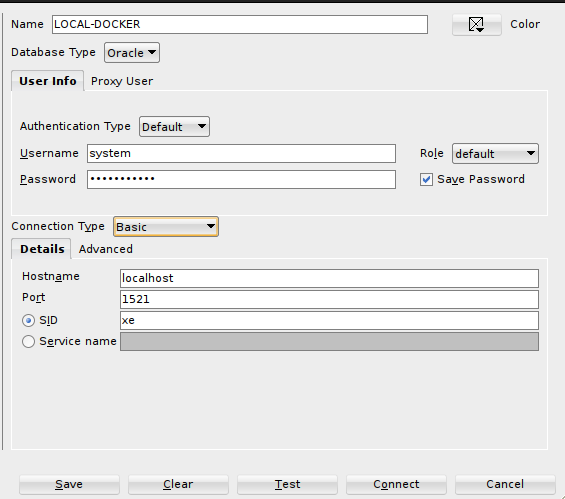 Name LOCAL-DOCKER Color
Database Type Oracle
User Info Proxy User
Authentication Type Default
Username system Role default
Password ••••••••••• Save Password
Connection Type Basic
Details Advanced
Hostname localhost
Port 1521
SID xe
Service name
Save Clear Test Connect Cancel